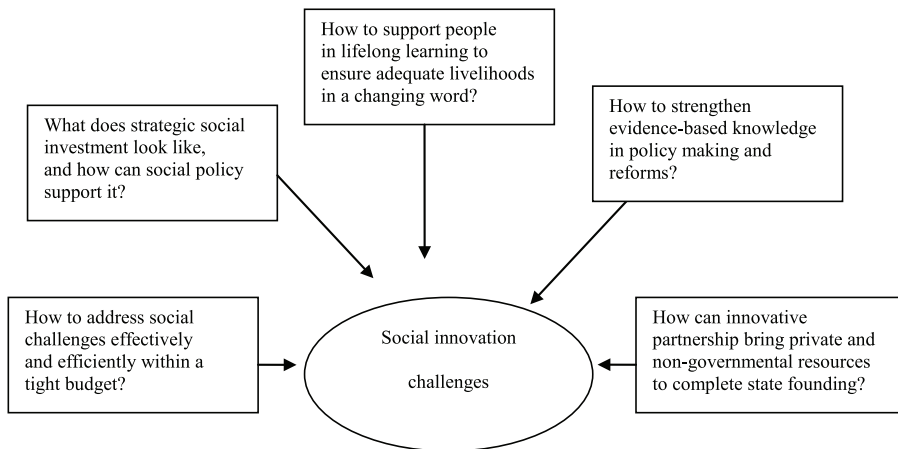 How to support people
in lifelong learning to
ensure adequate livelihoods
in a changing word?
What does strategic social
investment look like,
and how can social policy
support it?
How to strengthen
evidence-based knowledge
in policy making and
reforms?
How to address social
challenges effectively
and efficiently within a
tight budget?
Social innovation
challenges
How can innovative
partnership bring private and
non-governmental resources
to complete state founding?